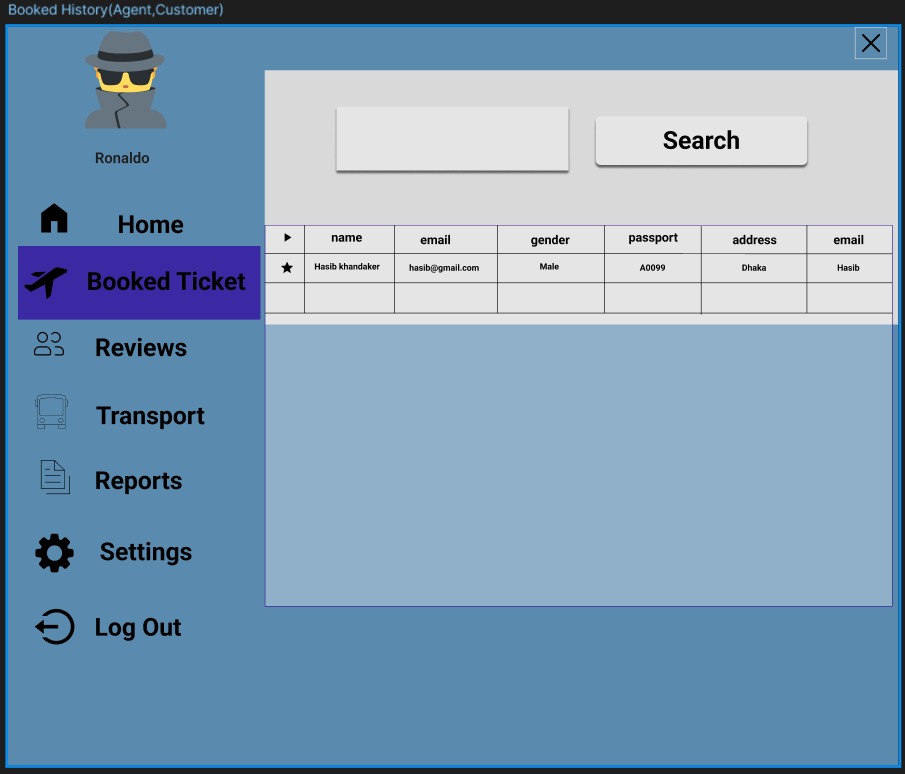 Booked History(Agent,Customer)
Ronaldo
Search
Home
Booked Ticket
Reviews
Transport
Reports
Settings
Log Out
name email gender passport address email
Hasib khandaker hasib@gmail.com Male A0099 Dhaka Hasib